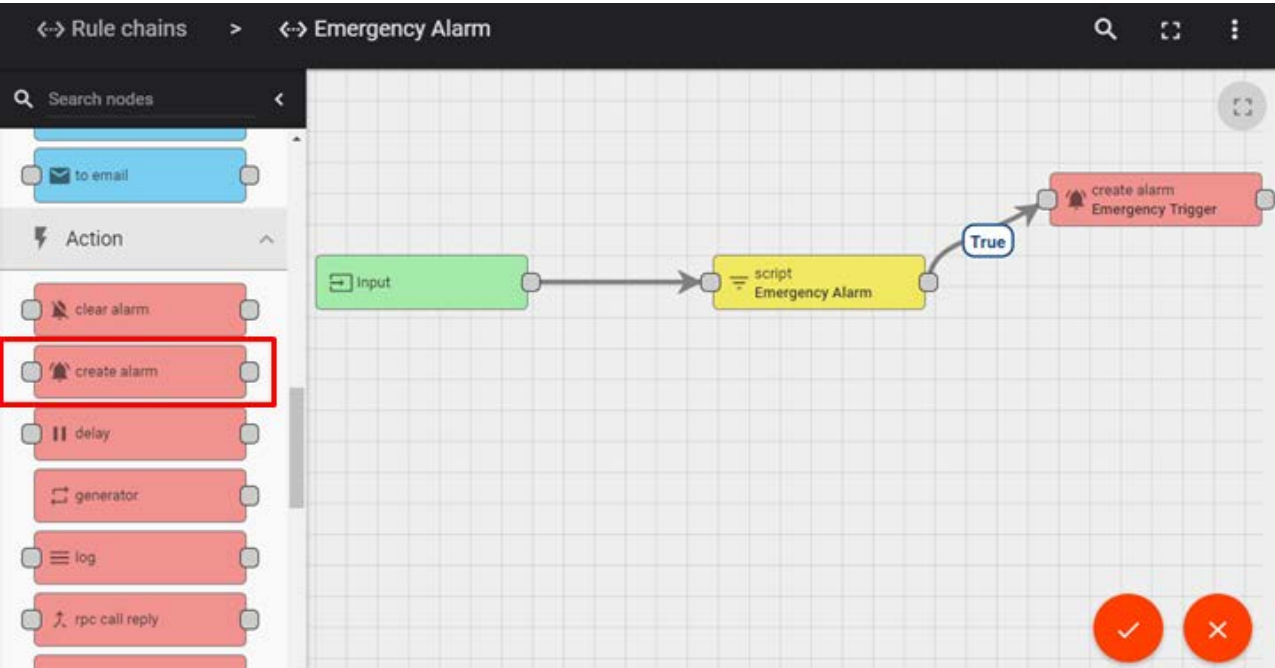 Rule chains > Emergency Alarm
Search nodes
to email
Action
clear alarm
create alarm
delay
generator
log
rpc call reply
Input
script
Emergency Alarm
True
create alarm
Emergency Trigger